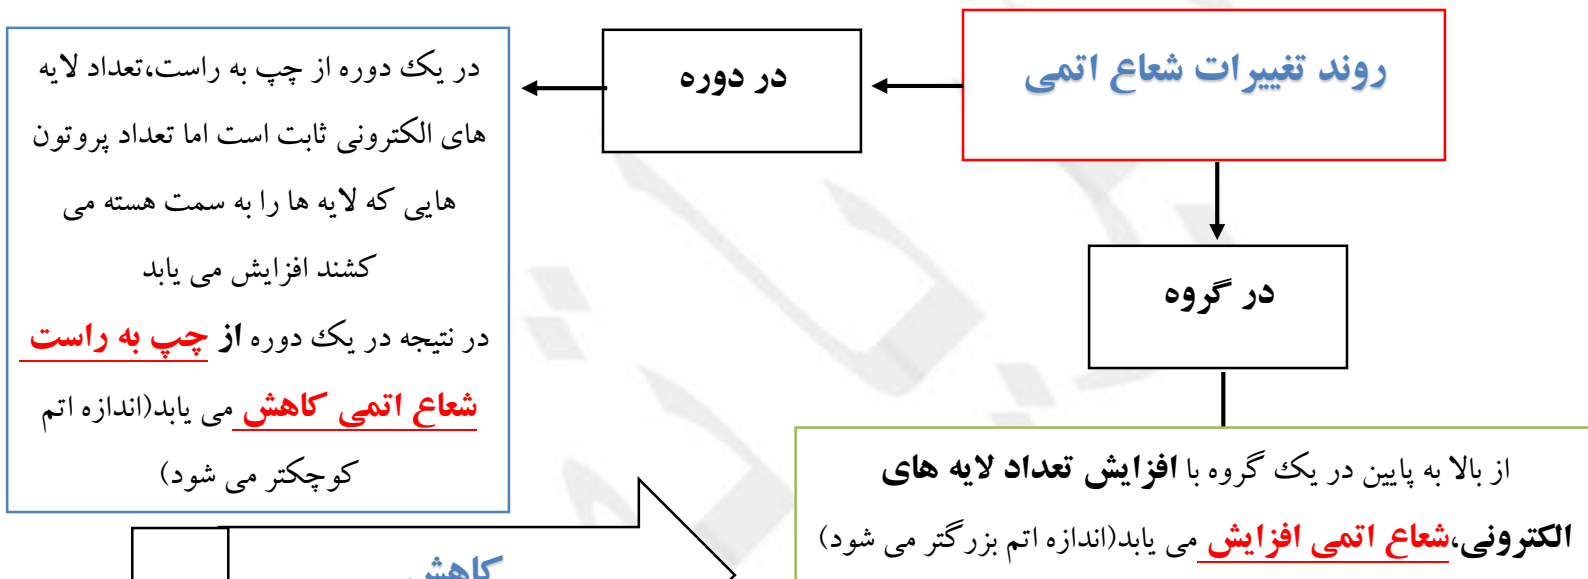 روند تغییرات شعاع اتمی
در دوره
در یک دوره از چپ به راست،تعداد لایه
های الکترونی ثابت است اما تعداد پروتون
هایی که لایه ها را به سمت هسته می
کشند افزایش می یابد
در نتیجه در یک دوره از چپ به راست
شعاع اتمی کاهش می یابد(اندازه اتم
کوچکتر می شود)
در گروه
از بالا به پایین در یک گروه با افزایش تعداد لایه های
الکترونی،شعاع اتمی افزایش می یابد(اندازه اتم بزرگتر می شود)
کاهش